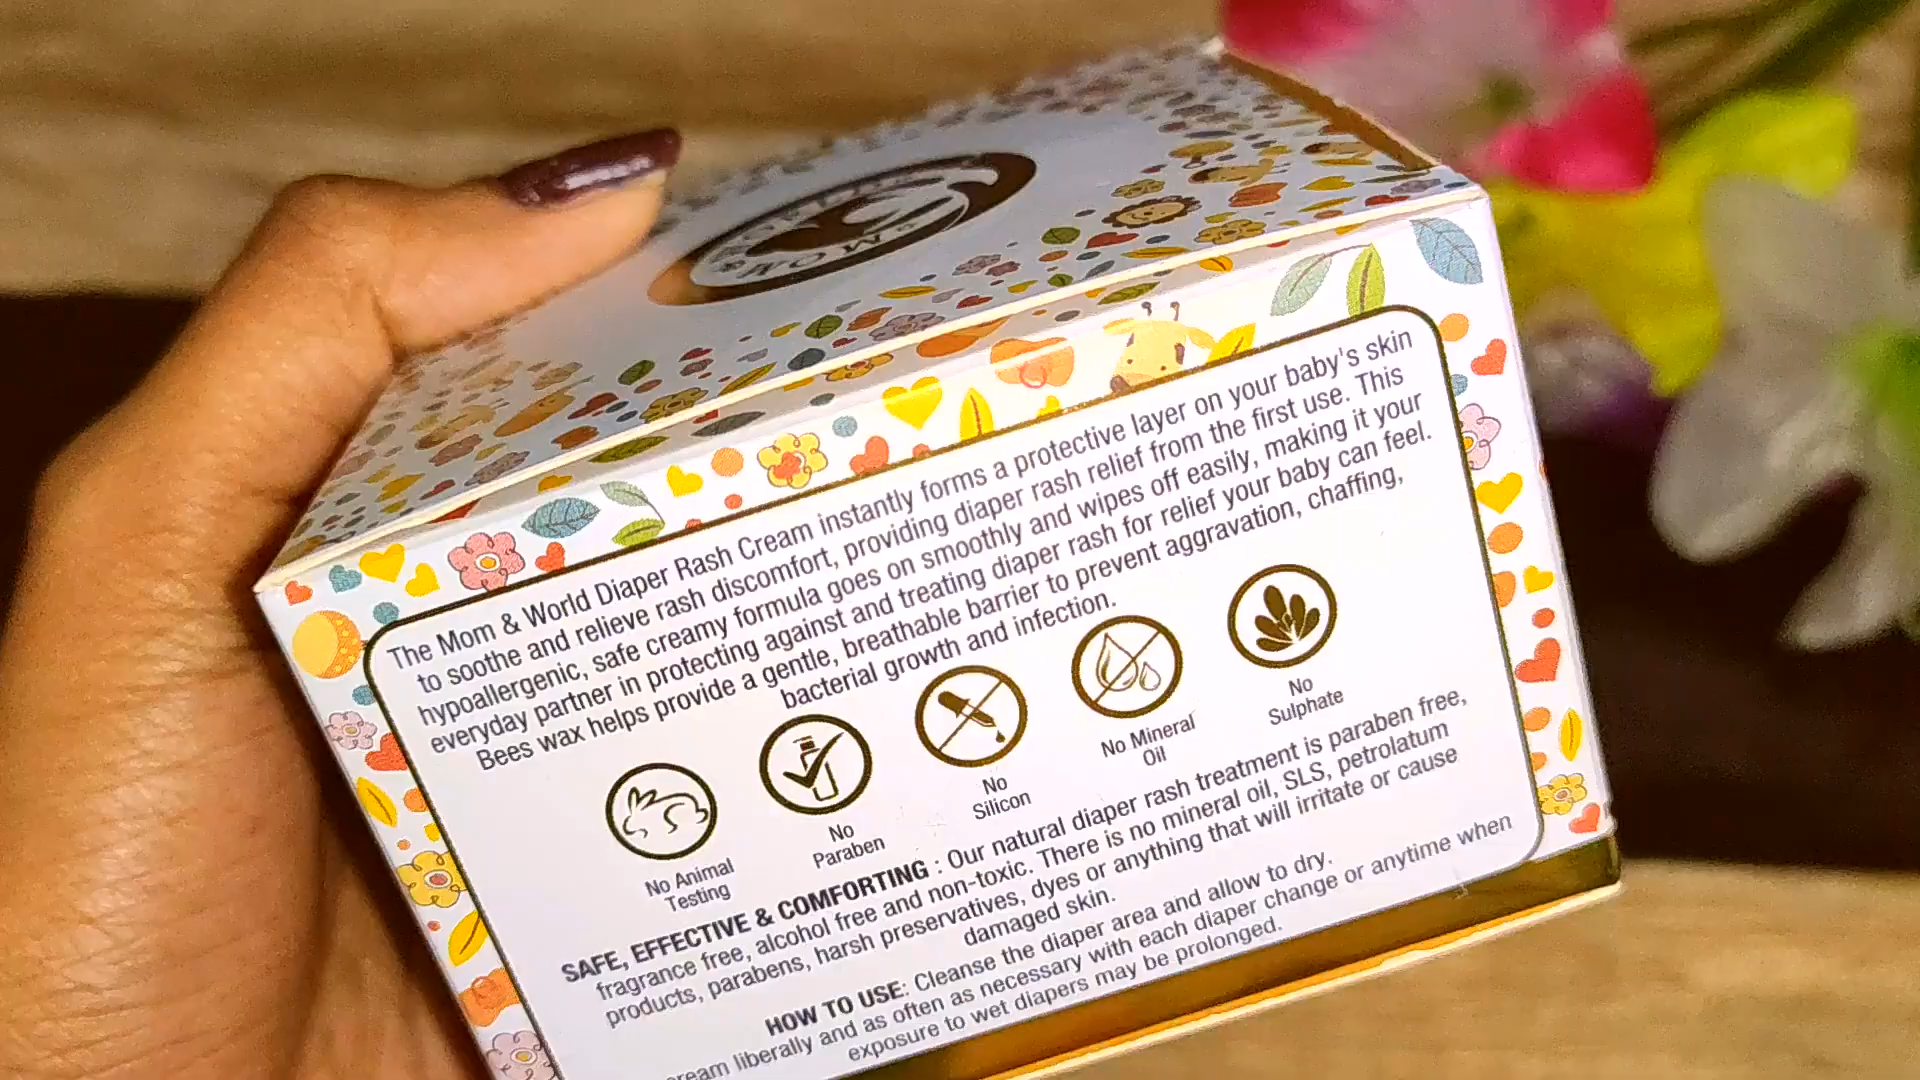 MOM & WORLD
The Mom & World Diaper Rash Cream instantly forms a protective layer on your baby's skin
to soothe and relieve rash discomfort, providing diaper rash relief from the first use. This
hypoallergenic, safe creamy formula goes on smoothly and wipes off easily, making it your
everyday partner in protecting against and treating diaper rash for relief your baby can feel.
Bees wax helps provide a gentle, breathable barrier to prevent aggravation, chaffing,
bacterial growth and infection.
No Animal
Testing
No
Paraben
No
Silicon
No Mineral
Oil
No
Sulphate
SAFE, EFFECTIVE & COMFORTING : Our natural diaper rash treatment is paraben free,
fragrance free, alcohol free and non-toxic. There is no mineral oil, SLS, petrolatum
products, parabens, harsh preservatives, dyes or anything that will irritate or cause
damaged skin.
HOW TO USE: Cleanse the diaper area and allow to dry.
ream liberally and as often as necessary with each diaper change or anytime when
exposure to wet diapers may be prolonged.